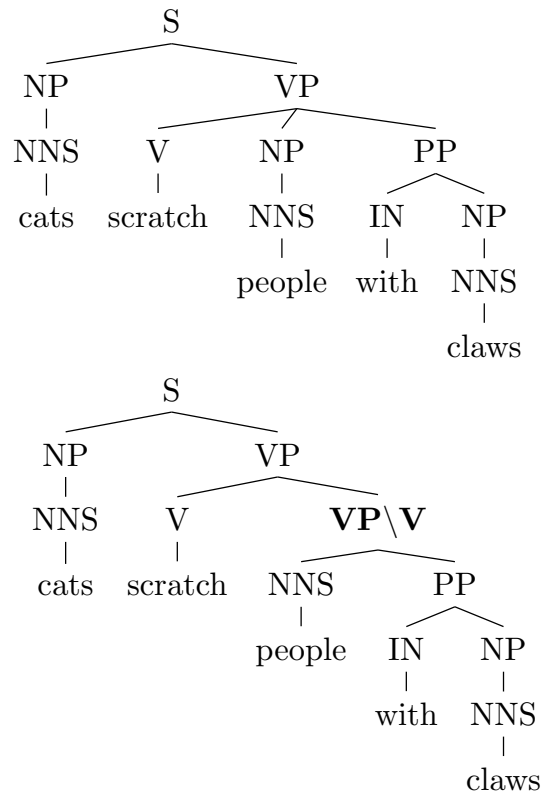 S
NP VP
NNS V NP PP
cats scratch NNS IN NP
people with NNS
claws
S
NP VP
NNS V VP\V
cats scratch NNS PP
people IN NP
with NNS
claws